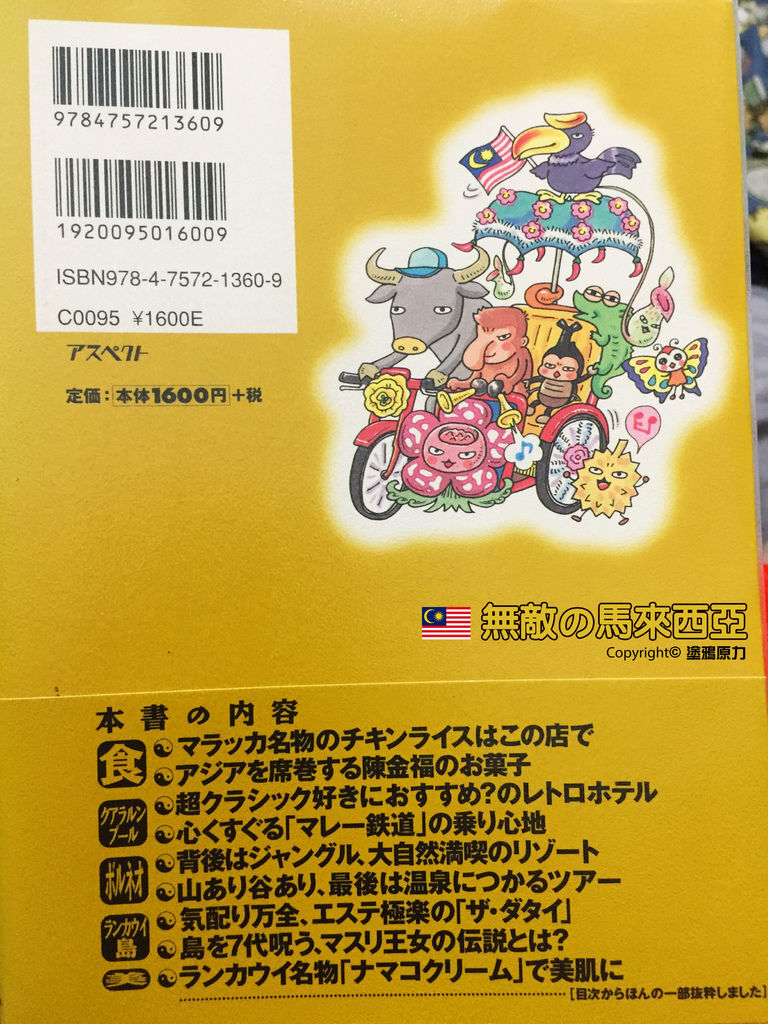 9784757213609
1920095016009
ISBN978-4-7572-1360-9
C0095 ¥1600E
アスペクト
定価：本体1600円+税
無敵の馬來西亞
Copyright© 塗鴉原力
本書の内容
食
マラッカ名物のチキンライスはこの店で
アジアを席巻する陳金福のお菓子
クアラルンプール
超クラシック好きにおすすめ?のレトロホテル
心くすぐる「マレー鉄道」の乗り心地
ボルネオ
背後はジャングル、大自然満喫のリゾート
山あり谷あり、最後は温泉につかるツアー
ランカウイ島
気配り万全、エステ極楽の「ザ・ダタイ」
島を7代呪う、マスリ王女の伝説とは?
美
ランカウイ名物「ナマコクリーム」で美肌に
[目次からほんの一部抜粋しました]